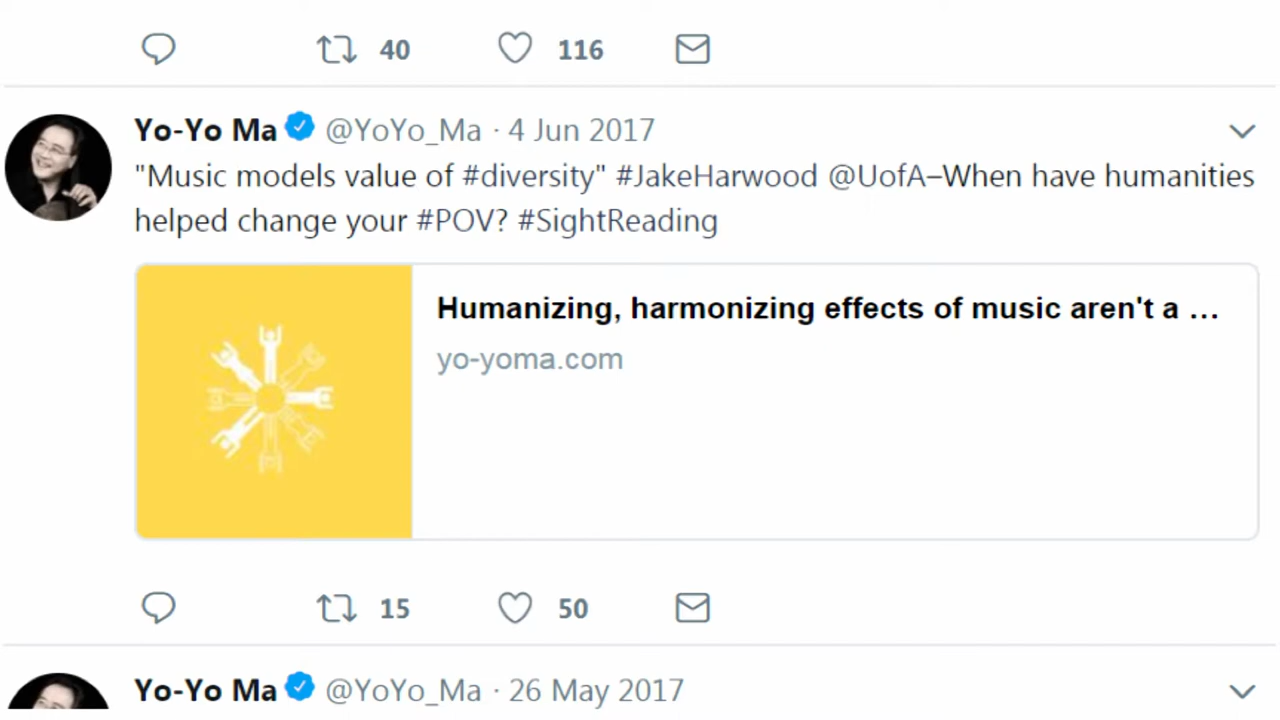 40 116
Yo-Yo Ma @YoYo_Ma · 4 Jun 2017
"Music models value of #diversity" #JakeHarwood @UofA–When have humanities
helped change your #POV? #SightReading
Humanizing, harmonizing effects of music aren't a ...
yo-yoma.com
15 50
Yo-Yo Ma @YoYo_Ma · 26 May 2017